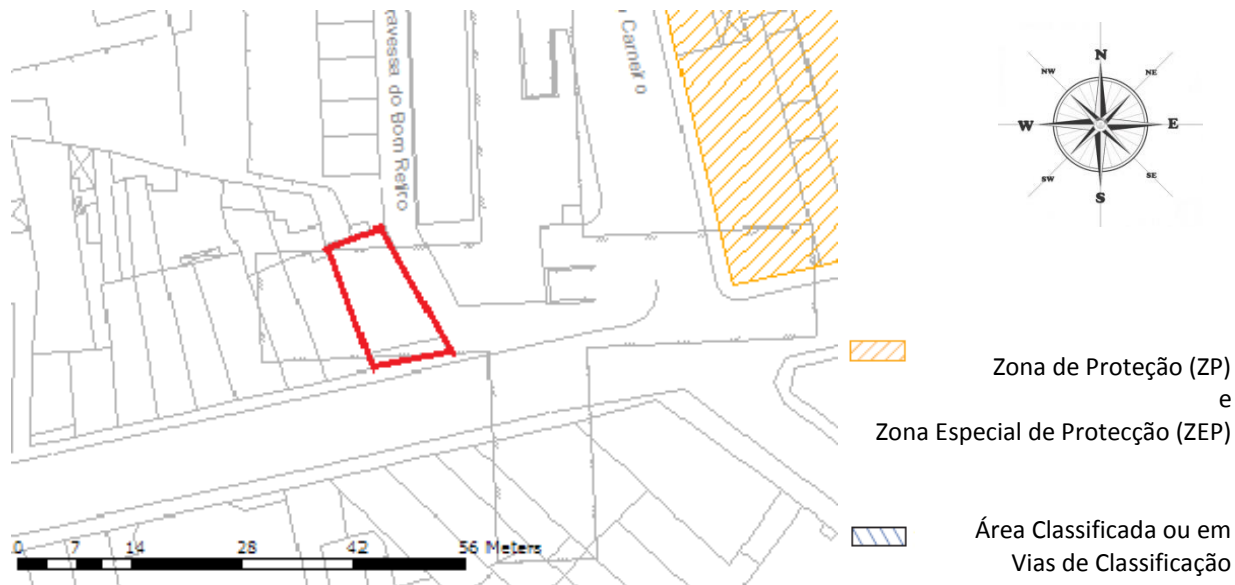 avessa do Bom Retiro
Carneiro
N
NW
NE
W
E
SW
SE
S
Zona de Proteção (ZP)
e
Zona Especial de Protecção (ZEP)
Área Classificada ou em
Vias de Classificação
0 7 14 28 42 56 Meters